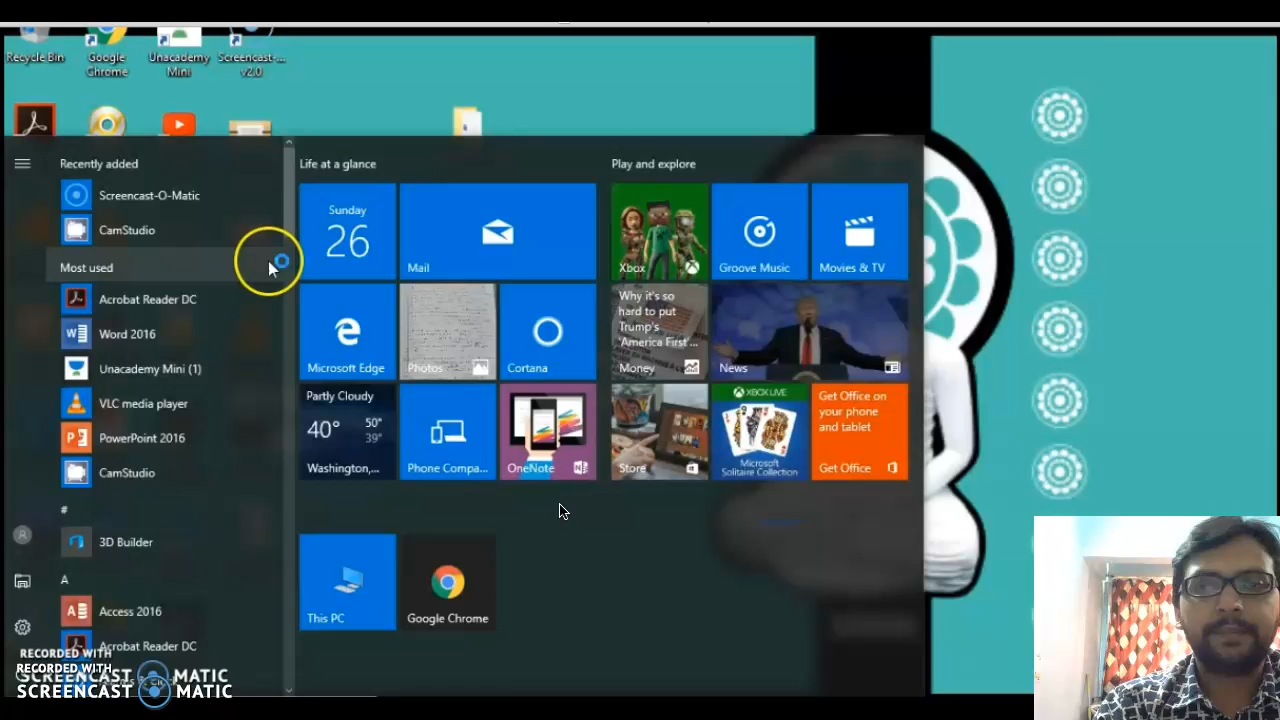 Recycle Bin
Google
Chrome
Unacademy
Mini
Screencast-...
v2.0
Recently added
Screencast-O-Matic
CamStudio
Most used
Acrobat Reader DC
Word 2016
Unacademy Mini (1)
VLC media player
PowerPoint 2016
CamStudio
#
3D Builder
A
Access 2016
Acrobat Reader DC
Life at a glance
Sunday
26
Mail
Microsoft Edge
Photos
Cortana
Partly Cloudy
40°
50°
39°
Washington,...
Phone Compa...
OneNote
This PC
Google Chrome
Play and explore
Xbox
Groove Music
Movies & TV
Why it's so
hard to put
Trump's
'America First ...
Money
News
Store
XBOX LIVE
Microsoft
Solitaire Collection
Get Office on
your phone
and tablet
Get Office
RECORDED WITH
RECORDED WITH
SCREENCAST MATIC
SCREENCAST MATIC